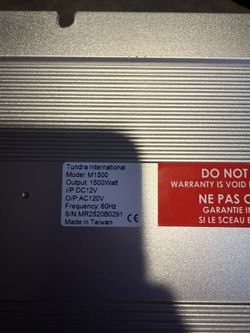 Tundra International
Model: M1500
Output: 1500Watt
I/P:DC12V
O/P:AC120V
Frequency: 60Hz
S/N:MR2520B0291
Made in Taiwan
CE
DO NOT
WARRANTY IS VOID
NE PAS
GARANTIE
SI LE SCEAU